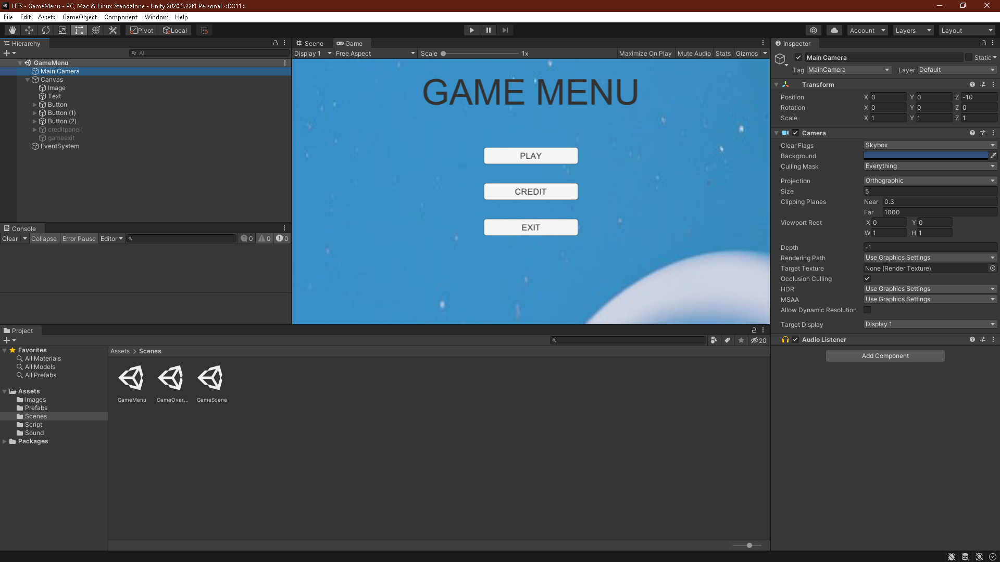 UTS - GameMenu - PC, Mac & Linux Standalone - Unity 2020.3.22f1 Personal <DX11>
File Edit Assets GameObject Component Window Help
Pivot Local Account Layers Layout
Hierarchy
All
GameMenu
Main Camera
Canvas
Image
Text
Button
Button (1)
Button (2)
creditpanel
gameexit
EventSystem
Console
Clear Collapse Error Pause Editor 0 0 0
Scene Game
Display 1 Free Aspect Scale 1x Maximize On Play Mute Audio Stats Gizmos
GAME MENU
PLAY
CREDIT
EXIT
Project
20
Favorites
All Materials
All Models
All Prefabs
Assets
Images
Prefabs
Scenes
Script
Sound
Packages
Assets > Scenes
GameMenu GameOver... GameScene
Inspector
Main Camera Static
Tag MainCamera Layer Default
Transform
Position X 0 Y 0 Z -10
Rotation X 0 Y 0 Z 0
Scale X 1 Y 1 Z 1
Camera
Clear Flags Skybox
Background
Culling Mask Everything
Projection Orthographic
Size 5
Clipping Planes Near 0.3
Far 1000
Viewport Rect X 0 Y 0
W 1 H 1
Depth -1
Rendering Path Use Graphics Settings
Target Texture None (Render Texture)
Occlusion Culling
HDR Use Graphics Settings
MSAA Use Graphics Settings
Allow Dynamic Resolution
Target Display Display 1
Audio Listener
Add Component